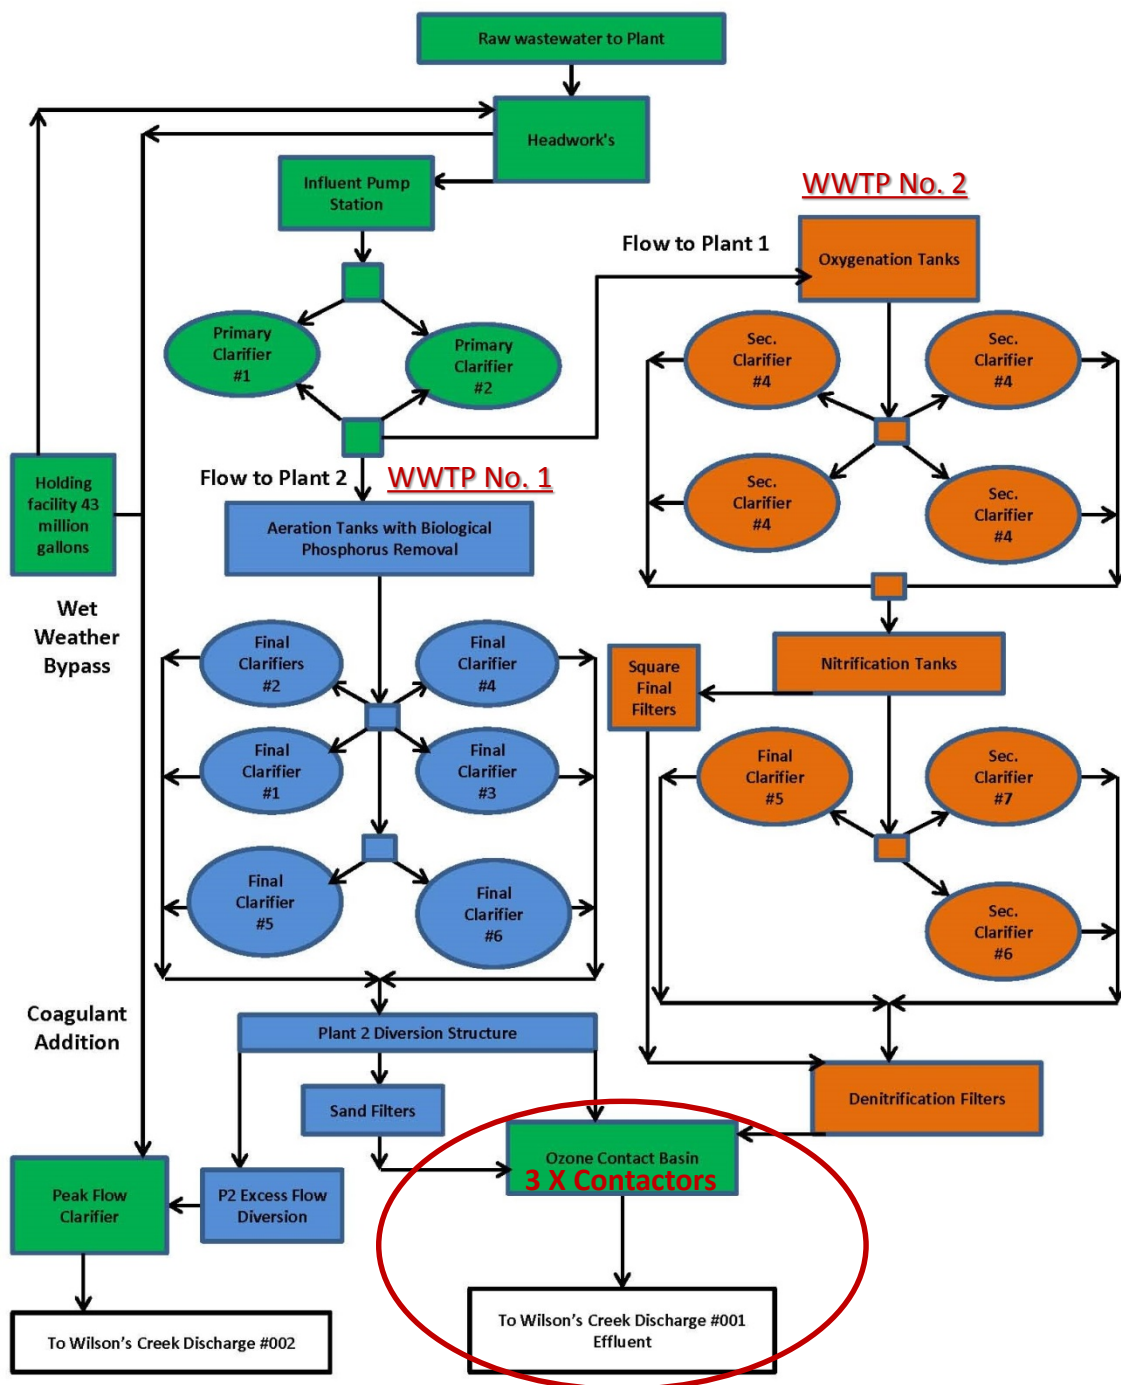 Raw wastewater to Plant
Headwork's
Influent Pump
Station
WWTP No. 2
Flow to Plant 1
Oxygenation Tanks
Primary
Clarifier
#1
Primary
Clarifier
#2
Sec.
Clarifier
#4
Sec.
Clarifier
#4
Sec.
Clarifier
#4
Sec.
Clarifier
#4
Flow to Plant 2
WWTP No. 1
Holding
facility 43
million
gallons
Aeration Tanks with Biological
Phosphorus Removal
Wet
Weather
Bypass
Final
Clarifiers
#2
Final
Clarifier
#4
Final
Clarifier
#1
Final
Clarifier
#3
Final
Clarifier
#5
Final
Clarifier
#6
Square
Final
Filters
Nitrification Tanks
Final
Clarifier
#5
Sec.
Clarifier
#7
Sec.
Clarifier
#6
Coagulant
Addition
Plant 2 Diversion Structure
Sand Filters
Denitrification Filters
Ozone Contact Basin
3 X Contactors
Peak Flow
Clarifier
P2 Excess Flow
Diversion
To Wilson's Creek Discharge #002
To Wilson's Creek Discharge #001
Effluent